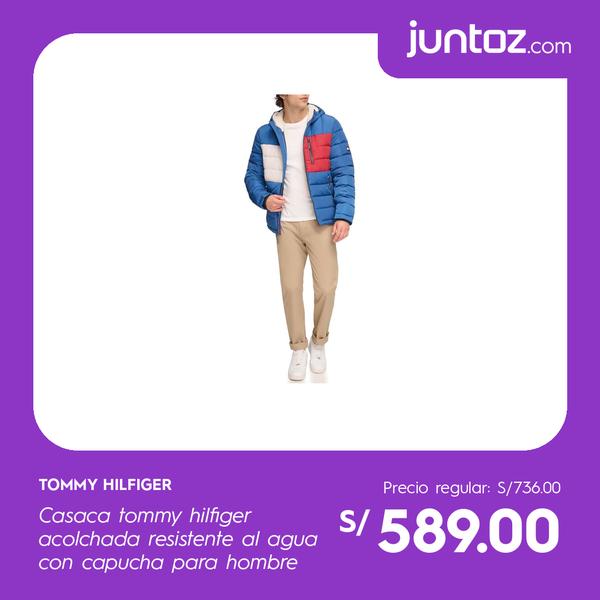 juntoz.com
TOMMY HILFIGER
Casaca tommy hilfiger
acolchada resistente al agua
con capucha para hombre
Precio regular: S/736.00
S/ 589.00